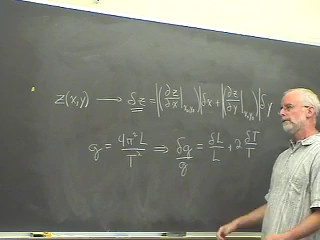 z(x,y) → δz = |(∂z/∂x|x₀,y₀)|δx + |(∂z/∂y|x₀,y₀)|δy
g = 4π²L/T² ⇒ δg/g = δL/L + 2 δT/T